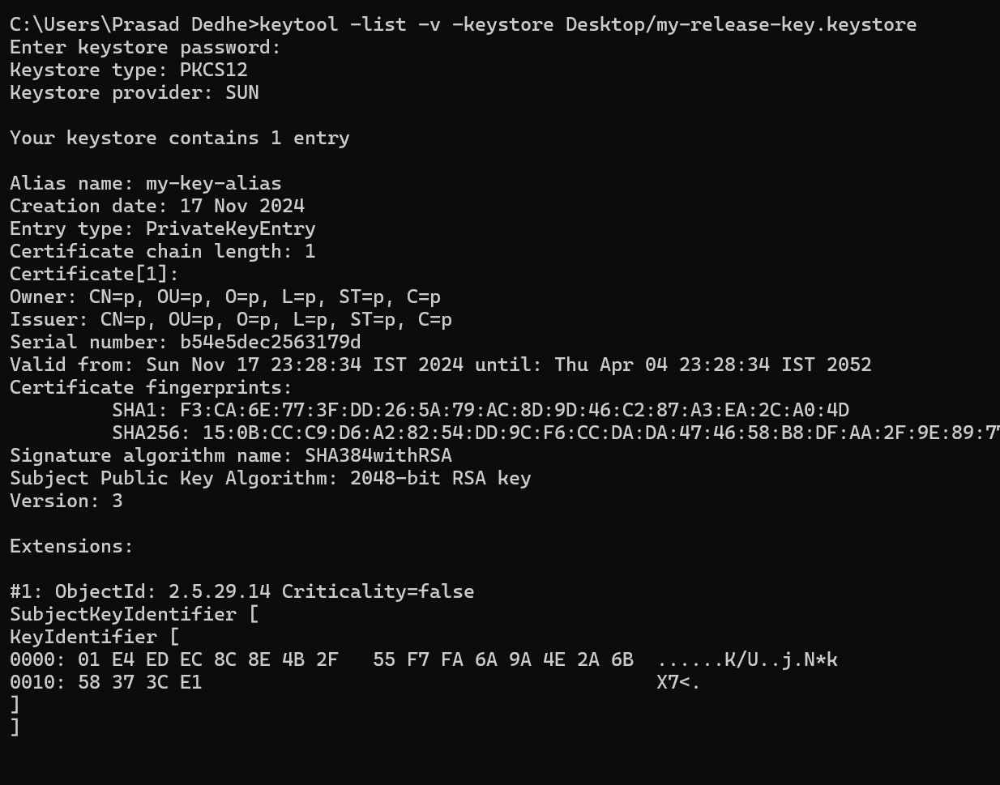 C:\Users\Prasad Dedhe>keytool -list -v -keystore Desktop/my-release-key.keystore
Enter keystore password:
Keystore type: PKCS12
Keystore provider: SUN
Your keystore contains 1 entry
Alias name: my-key-alias
Creation date: 17 Nov 2024
Entry type: PrivateKeyEntry
Certificate chain length: 1
Certificate[1]:
Owner: CN=p, OU=p, O=p, L=p, ST=p, C=p
Issuer: CN=p, OU=p, O=p, L=p, ST=p, C=p
Serial number: b54e5dec2563179d
Valid from: Sun Nov 17 23:28:34 IST 2024 until: Thu Apr 04 23:28:34 IST 2052
Certificate fingerprints:
SHA1: F3:CA:6E:77:3F:DD:26:5A:79:AC:8D:9D:46:C2:87:A3:EA:2C:A0:4D
SHA256: 15:0B:CC:C9:D6:A2:82:54:DD:9C:F6:CC:DA:DA:47:46:58:B8:DF:AA:2F:9E:89:77
Signature algorithm name: SHA384withRSA
Subject Public Key Algorithm: 2048-bit RSA key
Version: 3
Extensions:
#1: ObjectId: 2.5.29.14 Criticality=false
SubjectKeyIdentifier [
KeyIdentifier [
0000: 01 E4 ED EC 8C 8E 4B 2F   55 F7 FA 6A 9A 4E 2A 6B  ......K/U..j.N*k
0010: 58 37 3C E1                                        X7<.
]
]